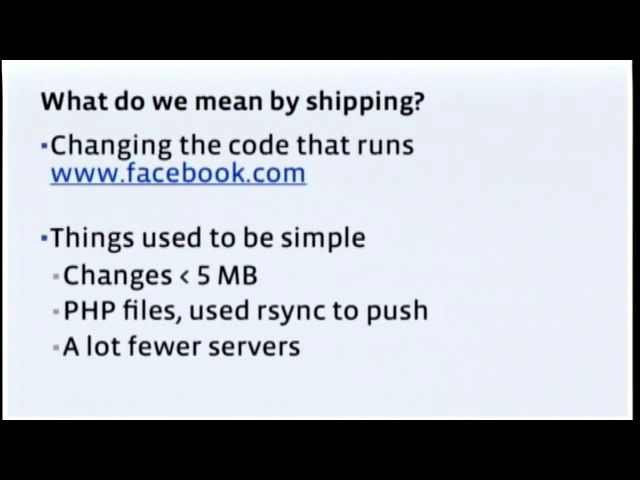 What do we mean by shipping?
▪Changing the code that runs
www.facebook.com
▪Things used to be simple
▪Changes < 5 MB
▪PHP files, used rsync to push
▪A lot fewer servers